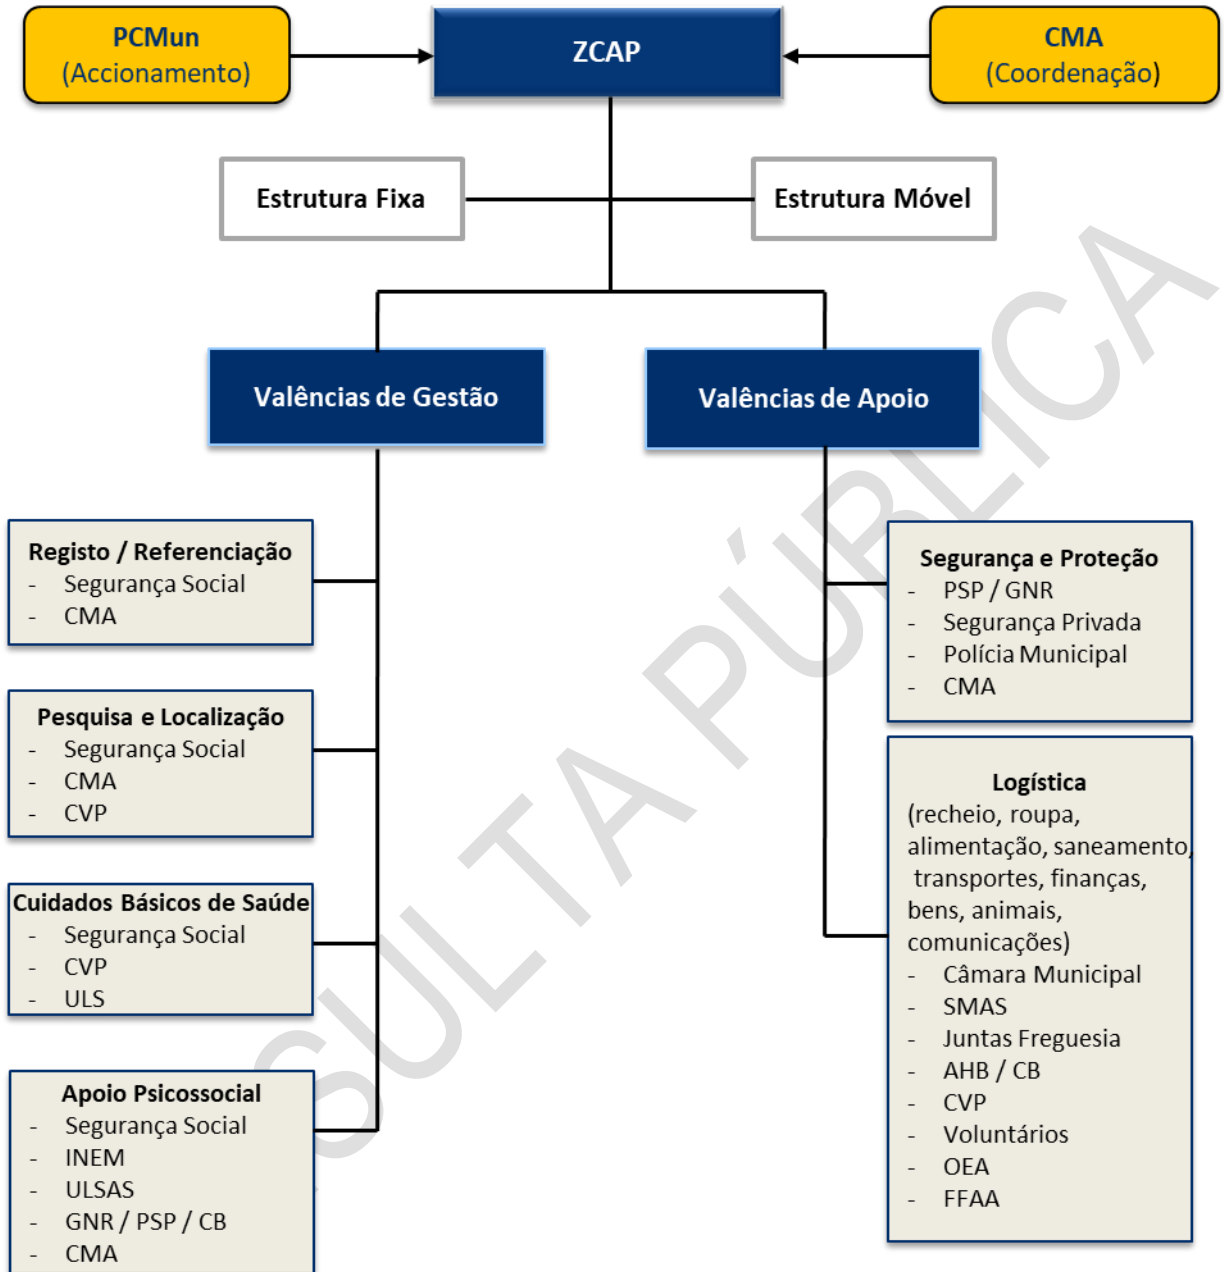 PCMun
(Accionamento)
ZCAP
CMA
(Coordenação)
Estrutura Fixa
Estrutura Móvel
Valências de Gestão
Valências de Apoio
Registo / Referenciação
- Segurança Social
- CMA
Pesquisa e Localização
- Segurança Social
- CMA
- CVP
Cuidados Básicos de Saúde
- Segurança Social
- CVP
- ULS
Apoio Psicossocial
- Segurança Social
- INEM
- ULSAS
- GNR / PSP / CB
- CMA
Segurança e Proteção
- PSP / GNR
- Segurança Privada
- Polícia Municipal
- CMA
Logística
(recheio, roupa,
alimentação, saneamento,
transportes, finanças,
bens, animais,
comunicações)
- Câmara Municipal
- SMAS
- Juntas Freguesia
- AHB / CB
- CVP
- Voluntários
- OEA
- FFAA
SULTA PÚBLICA